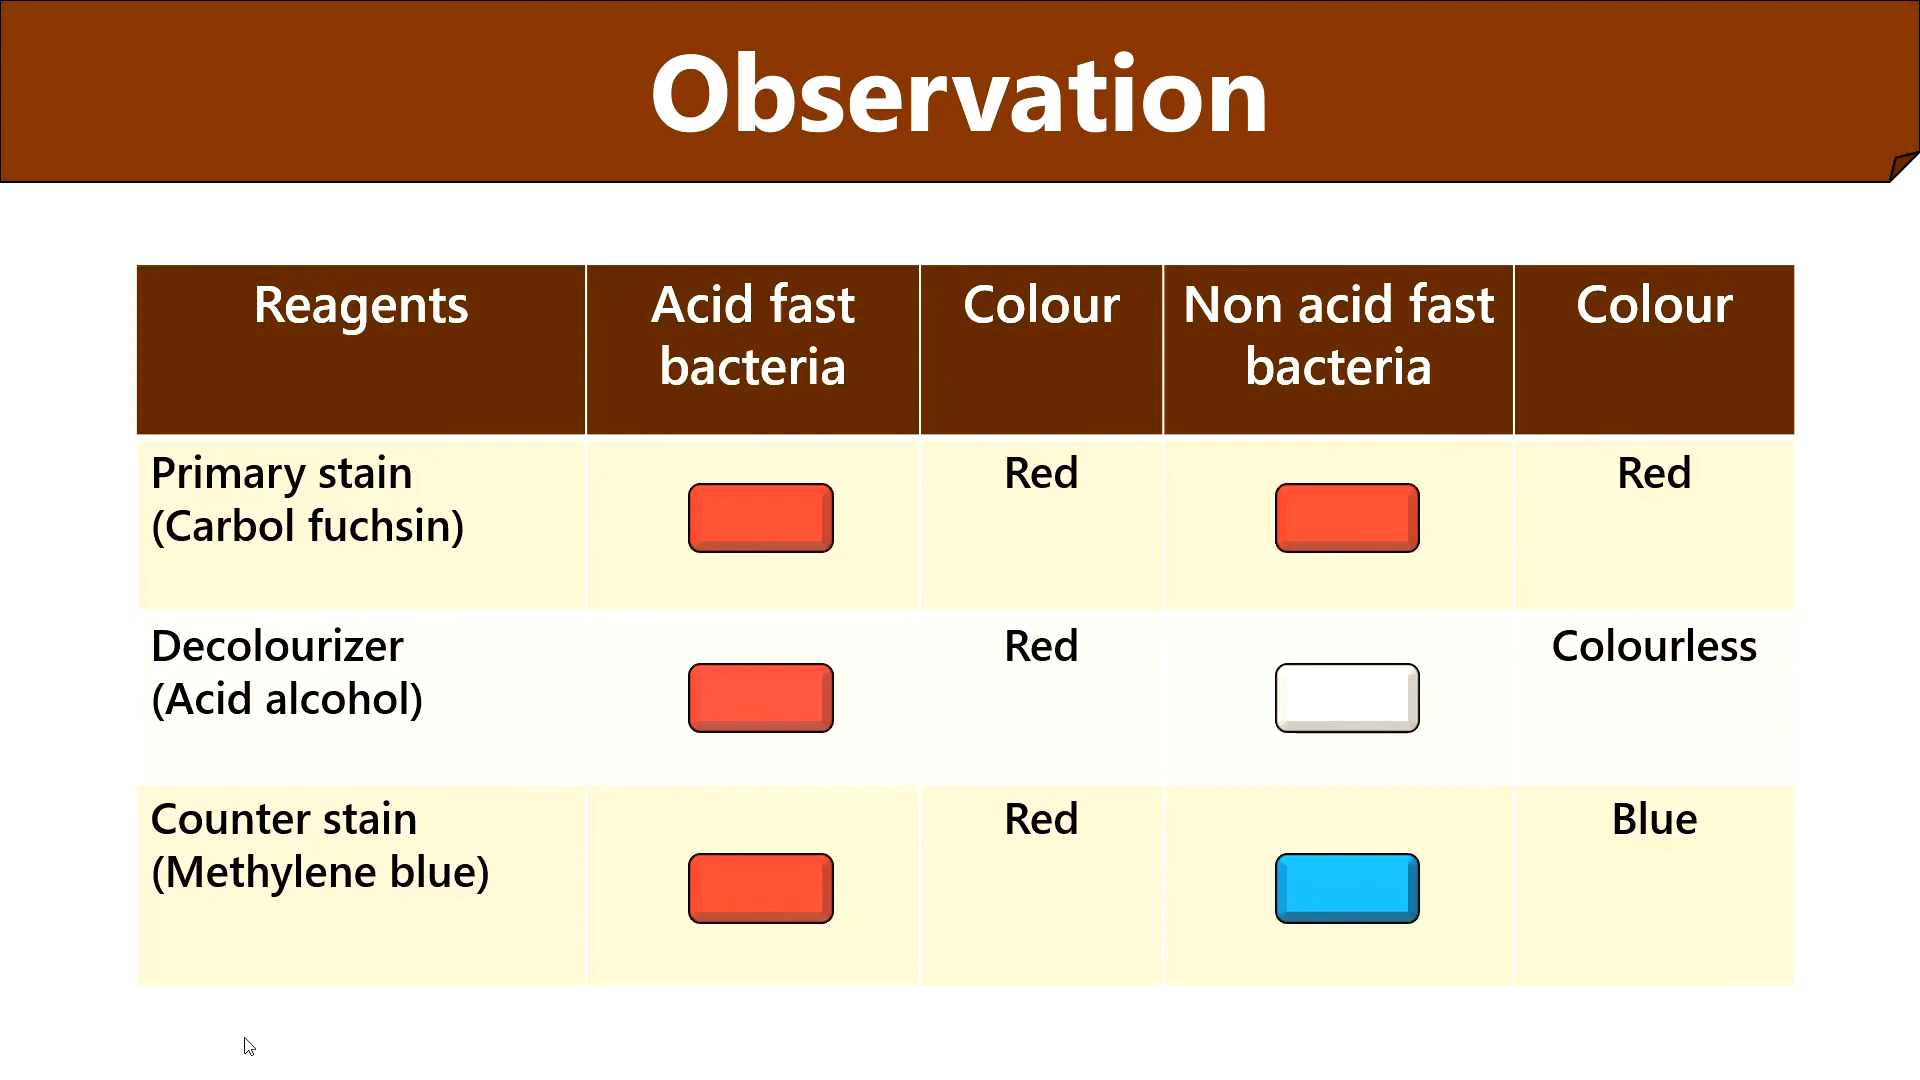 Observation
Reagents
Acid fast
bacteria
Colour
Non acid fast
bacteria
Colour
Primary stain
(Carbol fuchsin)
Red
Red
Decolourizer
(Acid alcohol)
Red
Colourless
Counter stain
(Methylene blue)
Red
Blue